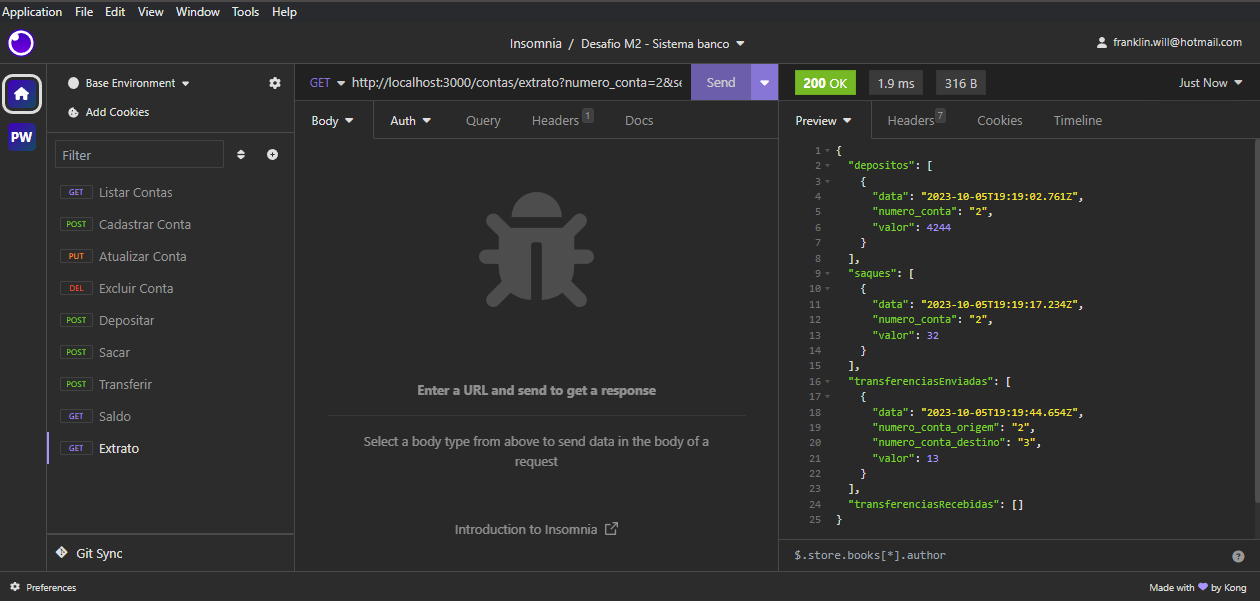 Application File Edit View Window Tools Help
Insomnia / Desafio M2 - Sistema banco
franklin.will@hotmail.com
PW
Base Environment
Add Cookies
Filter
GET Listar Contas
POST Cadastrar Conta
PUT Atualizar Conta
DEL Excluir Conta
POST Depositar
POST Sacar
POST Transferir
GET Saldo
GET Extrato
Git Sync
GET http://localhost:3000/contas/extrato?numero_conta=2&se Send
Body Auth Query Headers 1 Docs
Enter a URL and send to get a response
Select a body type from above to send data in the body of a
request
Introduction to Insomnia
200 OK 1.9 ms 316 B Just Now
Preview Headers 7 Cookies Timeline
1 {
2 "depositos": [
3 {
4 "data": "2023-10-05T19:19:02.761Z",
5 "numero_conta": "2",
6 "valor": 4244
7 }
8 ],
9 "saques": [
10 {
11 "data": "2023-10-05T19:19:17.234Z",
12 "numero_conta": "2",
13 "valor": 32
14 }
15 ],
16 "transferenciasEnviadas": [
17 {
18 "data": "2023-10-05T19:19:44.654Z",
19 "numero_conta_origem": "2",
20 "numero_conta_destino": "3",
21 "valor": 13
22 }
23 ],
24 "transferenciasRecebidas": []
25 }
$.store.books[*].author ?
Preferences
Made with 💜 by Kong